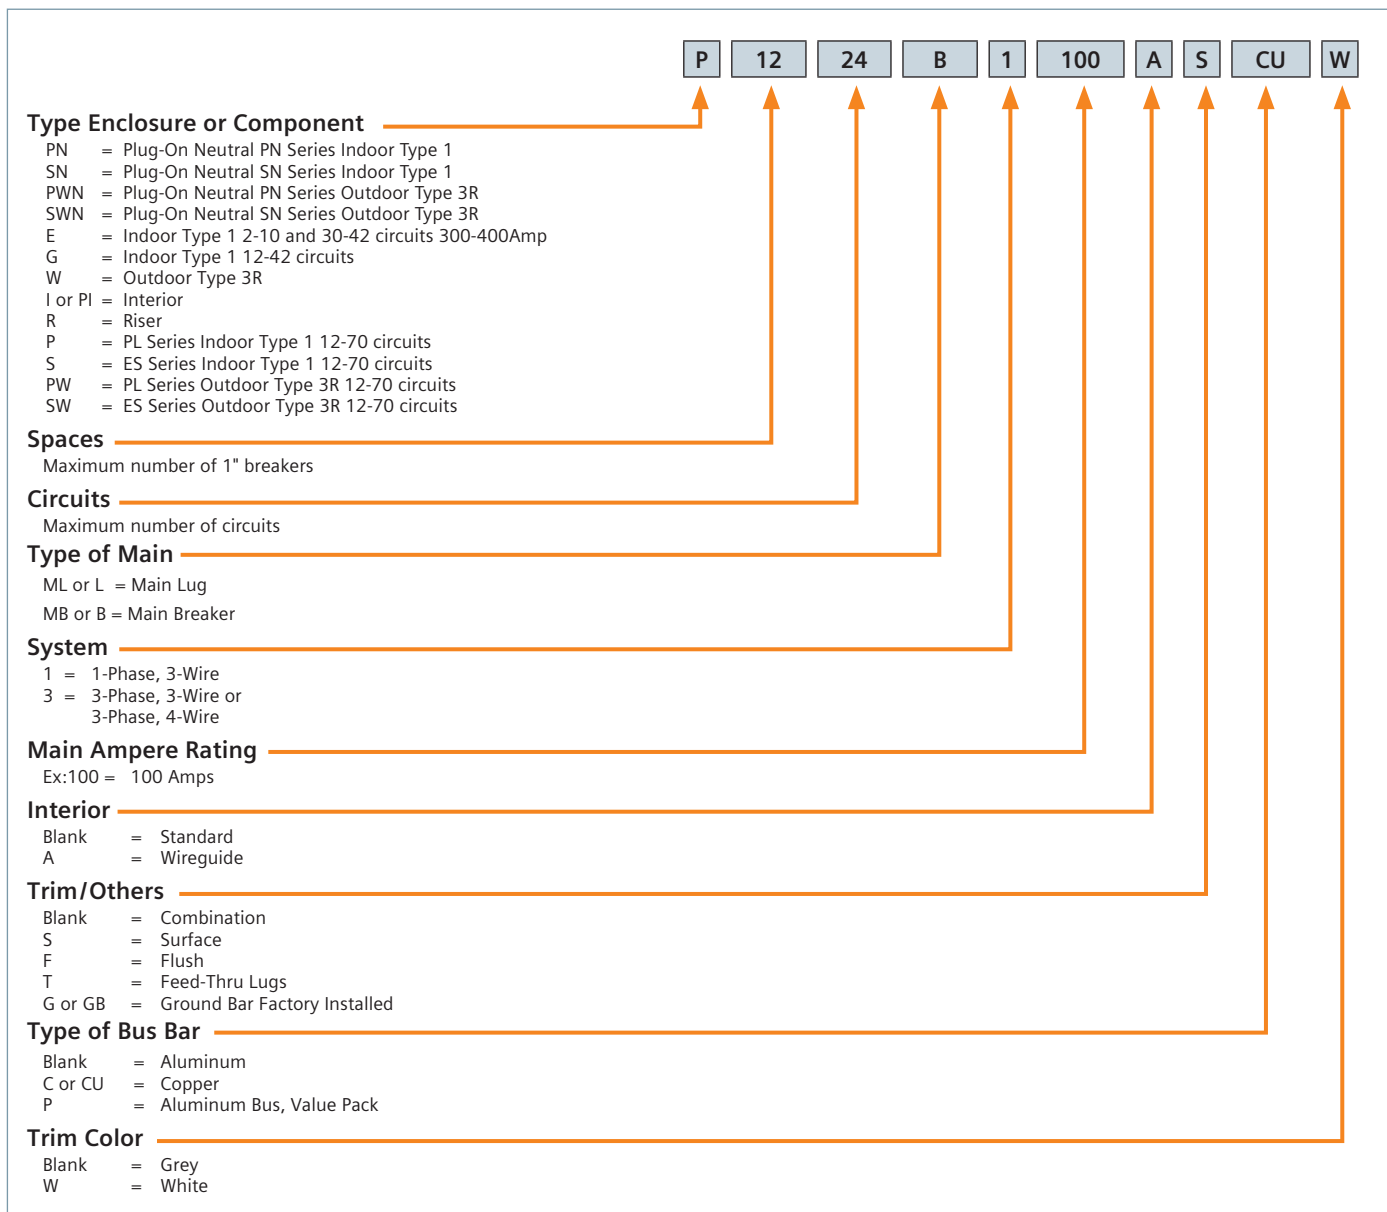 P 12 24 B 1 100 A S CU W
Type Enclosure or Component
PN = Plug-On Neutral PN Series Indoor Type 1
SN = Plug-On Neutral SN Series Indoor Type 1
PWN = Plug-On Neutral PN Series Outdoor Type 3R
SWN = Plug-On Neutral SN Series Outdoor Type 3R
E = Indoor Type 1 2-10 and 30-42 circuits 300-400Amp
G = Indoor Type 1 12-42 circuits
W = Outdoor Type 3R
I or PI = Interior
R = Riser
P = PL Series Indoor Type 1 12-70 circuits
S = ES Series Indoor Type 1 12-70 circuits
PW = PL Series Outdoor Type 3R 12-70 circuits
SW = ES Series Outdoor Type 3R 12-70 circuits
Spaces
Maximum number of 1" breakers
Circuits
Maximum number of circuits
Type of Main
ML or L = Main Lug
MB or B = Main Breaker
System
1 = 1-Phase, 3-Wire
3 = 3-Phase, 3-Wire or
3-Phase, 4-Wire
Main Ampere Rating
Ex:100 = 100 Amps
Interior
Blank = Standard
A = Wireguide
Trim/Others
Blank = Combination
S = Surface
F = Flush
T = Feed-Thru Lugs
G or GB = Ground Bar Factory Installed
Type of Bus Bar
Blank = Aluminum
C or CU = Copper
P = Aluminum Bus, Value Pack
Trim Color
Blank = Grey
W = White